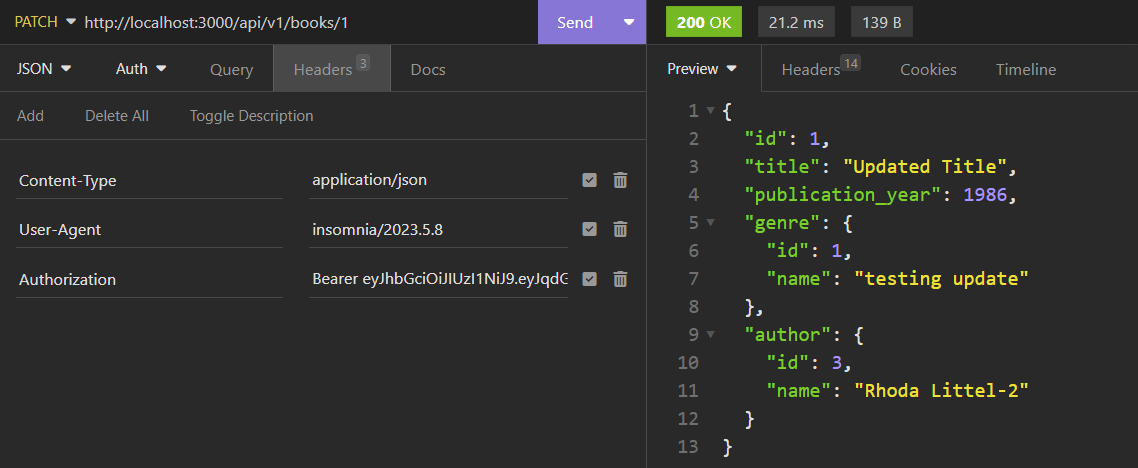 PATCH http://localhost:3000/api/v1/books/1 Send 200 OK 21.2 ms 139 B
JSON Auth Query Headers 3 Docs Preview Headers 14 Cookies Timeline
Add Delete All Toggle Description
Content-Type application/json
User-Agent insomnia/2023.5.8
Authorization Bearer eyJhbGciOiJIUzI1NiJ9.eyJqdG
1 {
2 "id": 1,
3 "title": "Updated Title",
4 "publication_year": 1986,
5 "genre": {
6 "id": 1,
7 "name": "testing update"
8 },
9 "author": {
10 "id": 3,
11 "name": "Rhoda Littel-2"
12 }
13 }